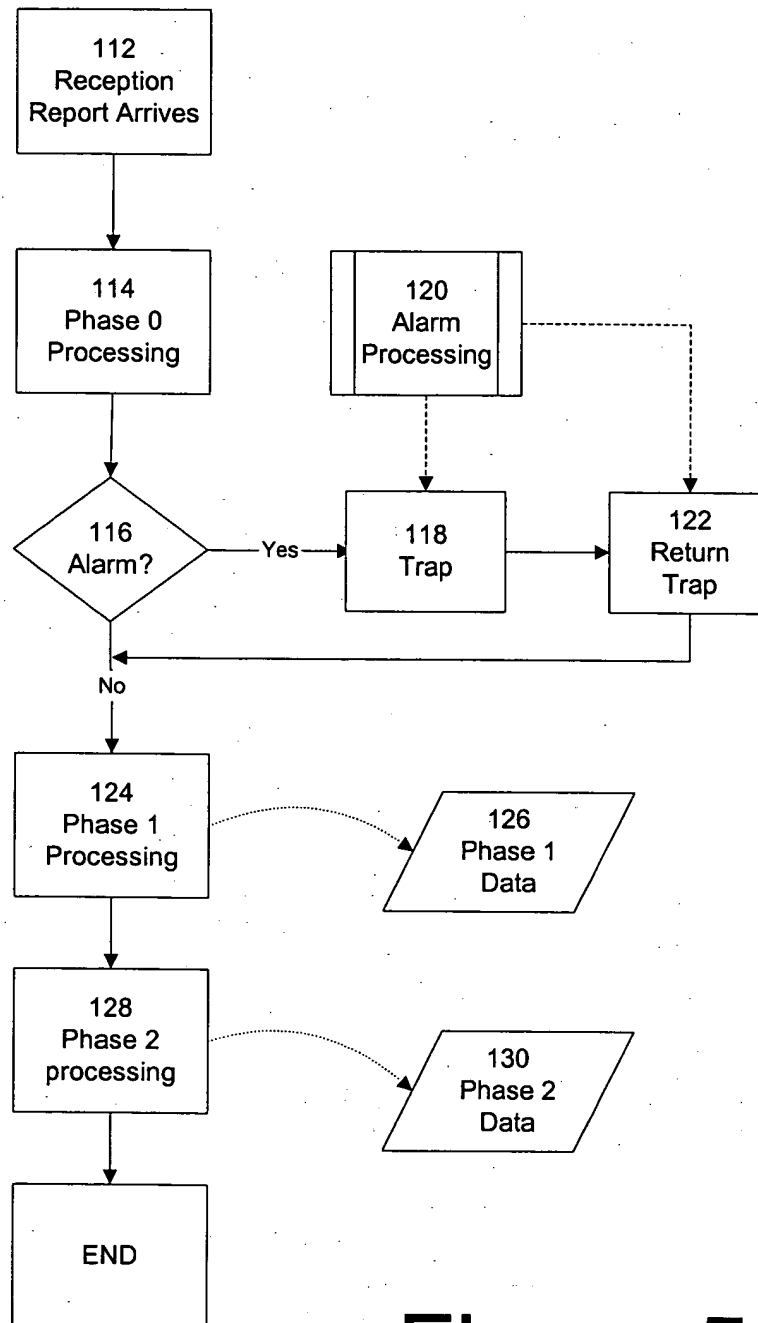 112
Reception
Report Arrives
114
Phase 0
Processing
120
Alarm
Processing
116
Alarm?
Yes
118
Trap
122
Return
Trap
No
124
Phase 1
Processing
126
Phase 1
Data
128
Phase 2
processing
130
Phase 2
Data
END